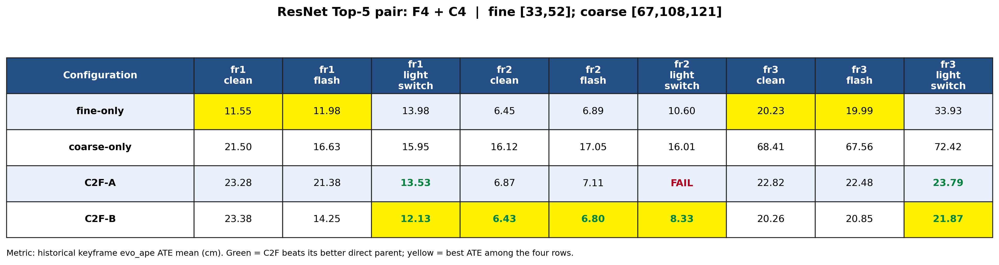 ResNet Top-5 pair: F4 + C4 | fine [33,52]; coarse [67,108,121]
Configuration fr1 clean fr1 flash fr1 light switch fr2 clean fr2 flash fr2 light switch fr3 clean fr3 flash fr3 light switch
fine-only 11.55 11.98 13.98 6.45 6.89 10.60 20.23 19.99 33.93
coarse-only 21.50 16.63 15.95 16.12 17.05 16.01 68.41 67.56 72.42
C2F-A 23.28 21.38 13.53 6.87 7.11 FAIL 22.82 22.48 23.79
C2F-B 23.38 14.25 12.13 6.43 6.80 8.33 20.26 20.85 21.87
Metric: historical keyframe evo_ape ATE mean (cm). Green = C2F beats its better direct parent; yellow = best ATE among the four rows.